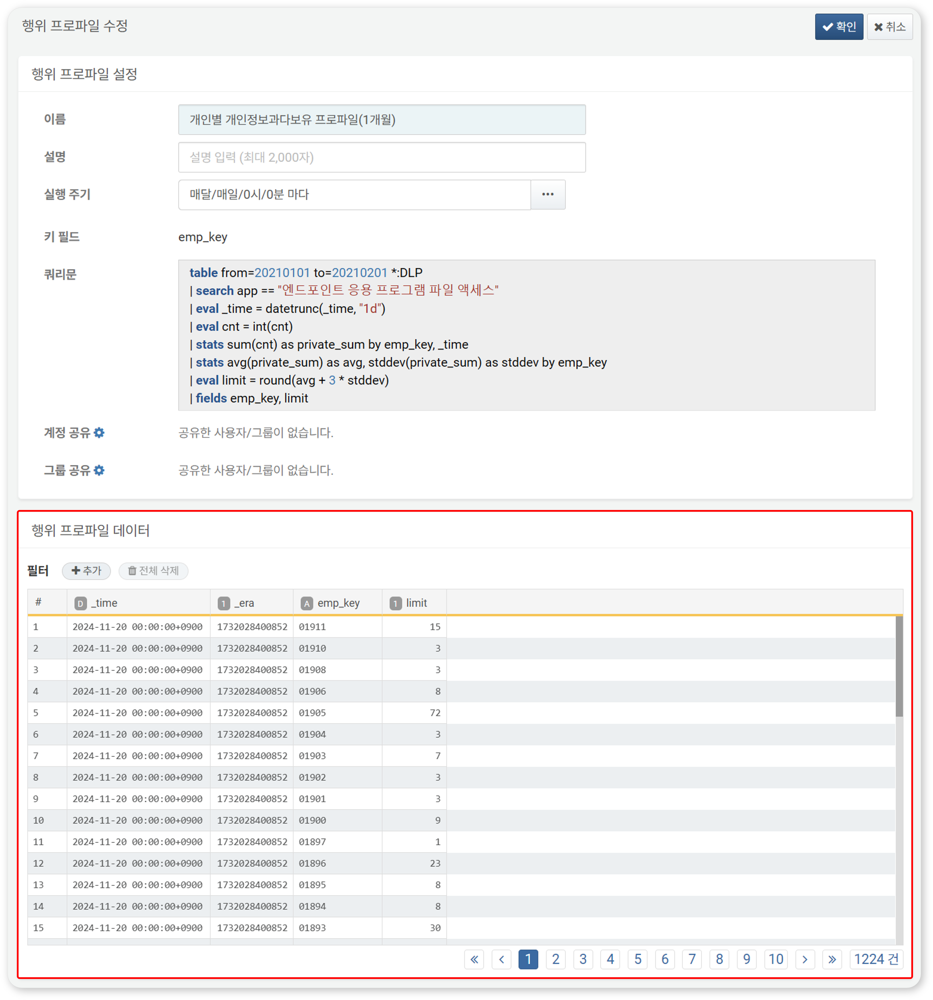 행위 프로파일 수정
확인 취소
행위 프로파일 설정
이름 개인별 개인정보과다보유 프로파일(1개월)
설명 설명 입력 (최대 2,000자)
실행 주기 매달/매일/0시/0분 마다 •••
키 필드 emp_key
쿼리문 table from=20210101 to=20210201 *:DLP
| search app == "엔드포인트 응용 프로그램 파일 액세스"
| eval _time = datetrunc(_time, "1d")
| eval cnt = int(cnt)
| stats sum(cnt) as private_sum by emp_key, _time
| stats avg(private_sum) as avg, stddev(private_sum) as stddev by emp_key
| eval limit = round(avg + 3 * stddev)
| fields emp_key, limit
계정 공유 공유한 사용자/그룹이 없습니다.
그룹 공유 공유한 사용자/그룹이 없습니다.
행위 프로파일 데이터
필터 추가 전체 삭제
# D _time 1 _era A emp_key 1 limit
1 2024-11-20 00:00:00+0900 1732028400852 01911 15
2 2024-11-20 00:00:00+0900 1732028400852 01910 3
3 2024-11-20 00:00:00+0900 1732028400852 01908 3
4 2024-11-20 00:00:00+0900 1732028400852 01906 8
5 2024-11-20 00:00:00+0900 1732028400852 01905 72
6 2024-11-20 00:00:00+0900 1732028400852 01904 3
7 2024-11-20 00:00:00+0900 1732028400852 01903 7
8 2024-11-20 00:00:00+0900 1732028400852 01902 3
9 2024-11-20 00:00:00+0900 1732028400852 01901 3
10 2024-11-20 00:00:00+0900 1732028400852 01900 9
11 2024-11-20 00:00:00+0900 1732028400852 01897 1
12 2024-11-20 00:00:00+0900 1732028400852 01896 23
13 2024-11-20 00:00:00+0900 1732028400852 01895 8
14 2024-11-20 00:00:00+0900 1732028400852 01894 8
15 2024-11-20 00:00:00+0900 1732028400852 01893 30
« ‹ 1 2 3 4 5 6 7 8 9 10 › » 1224 건